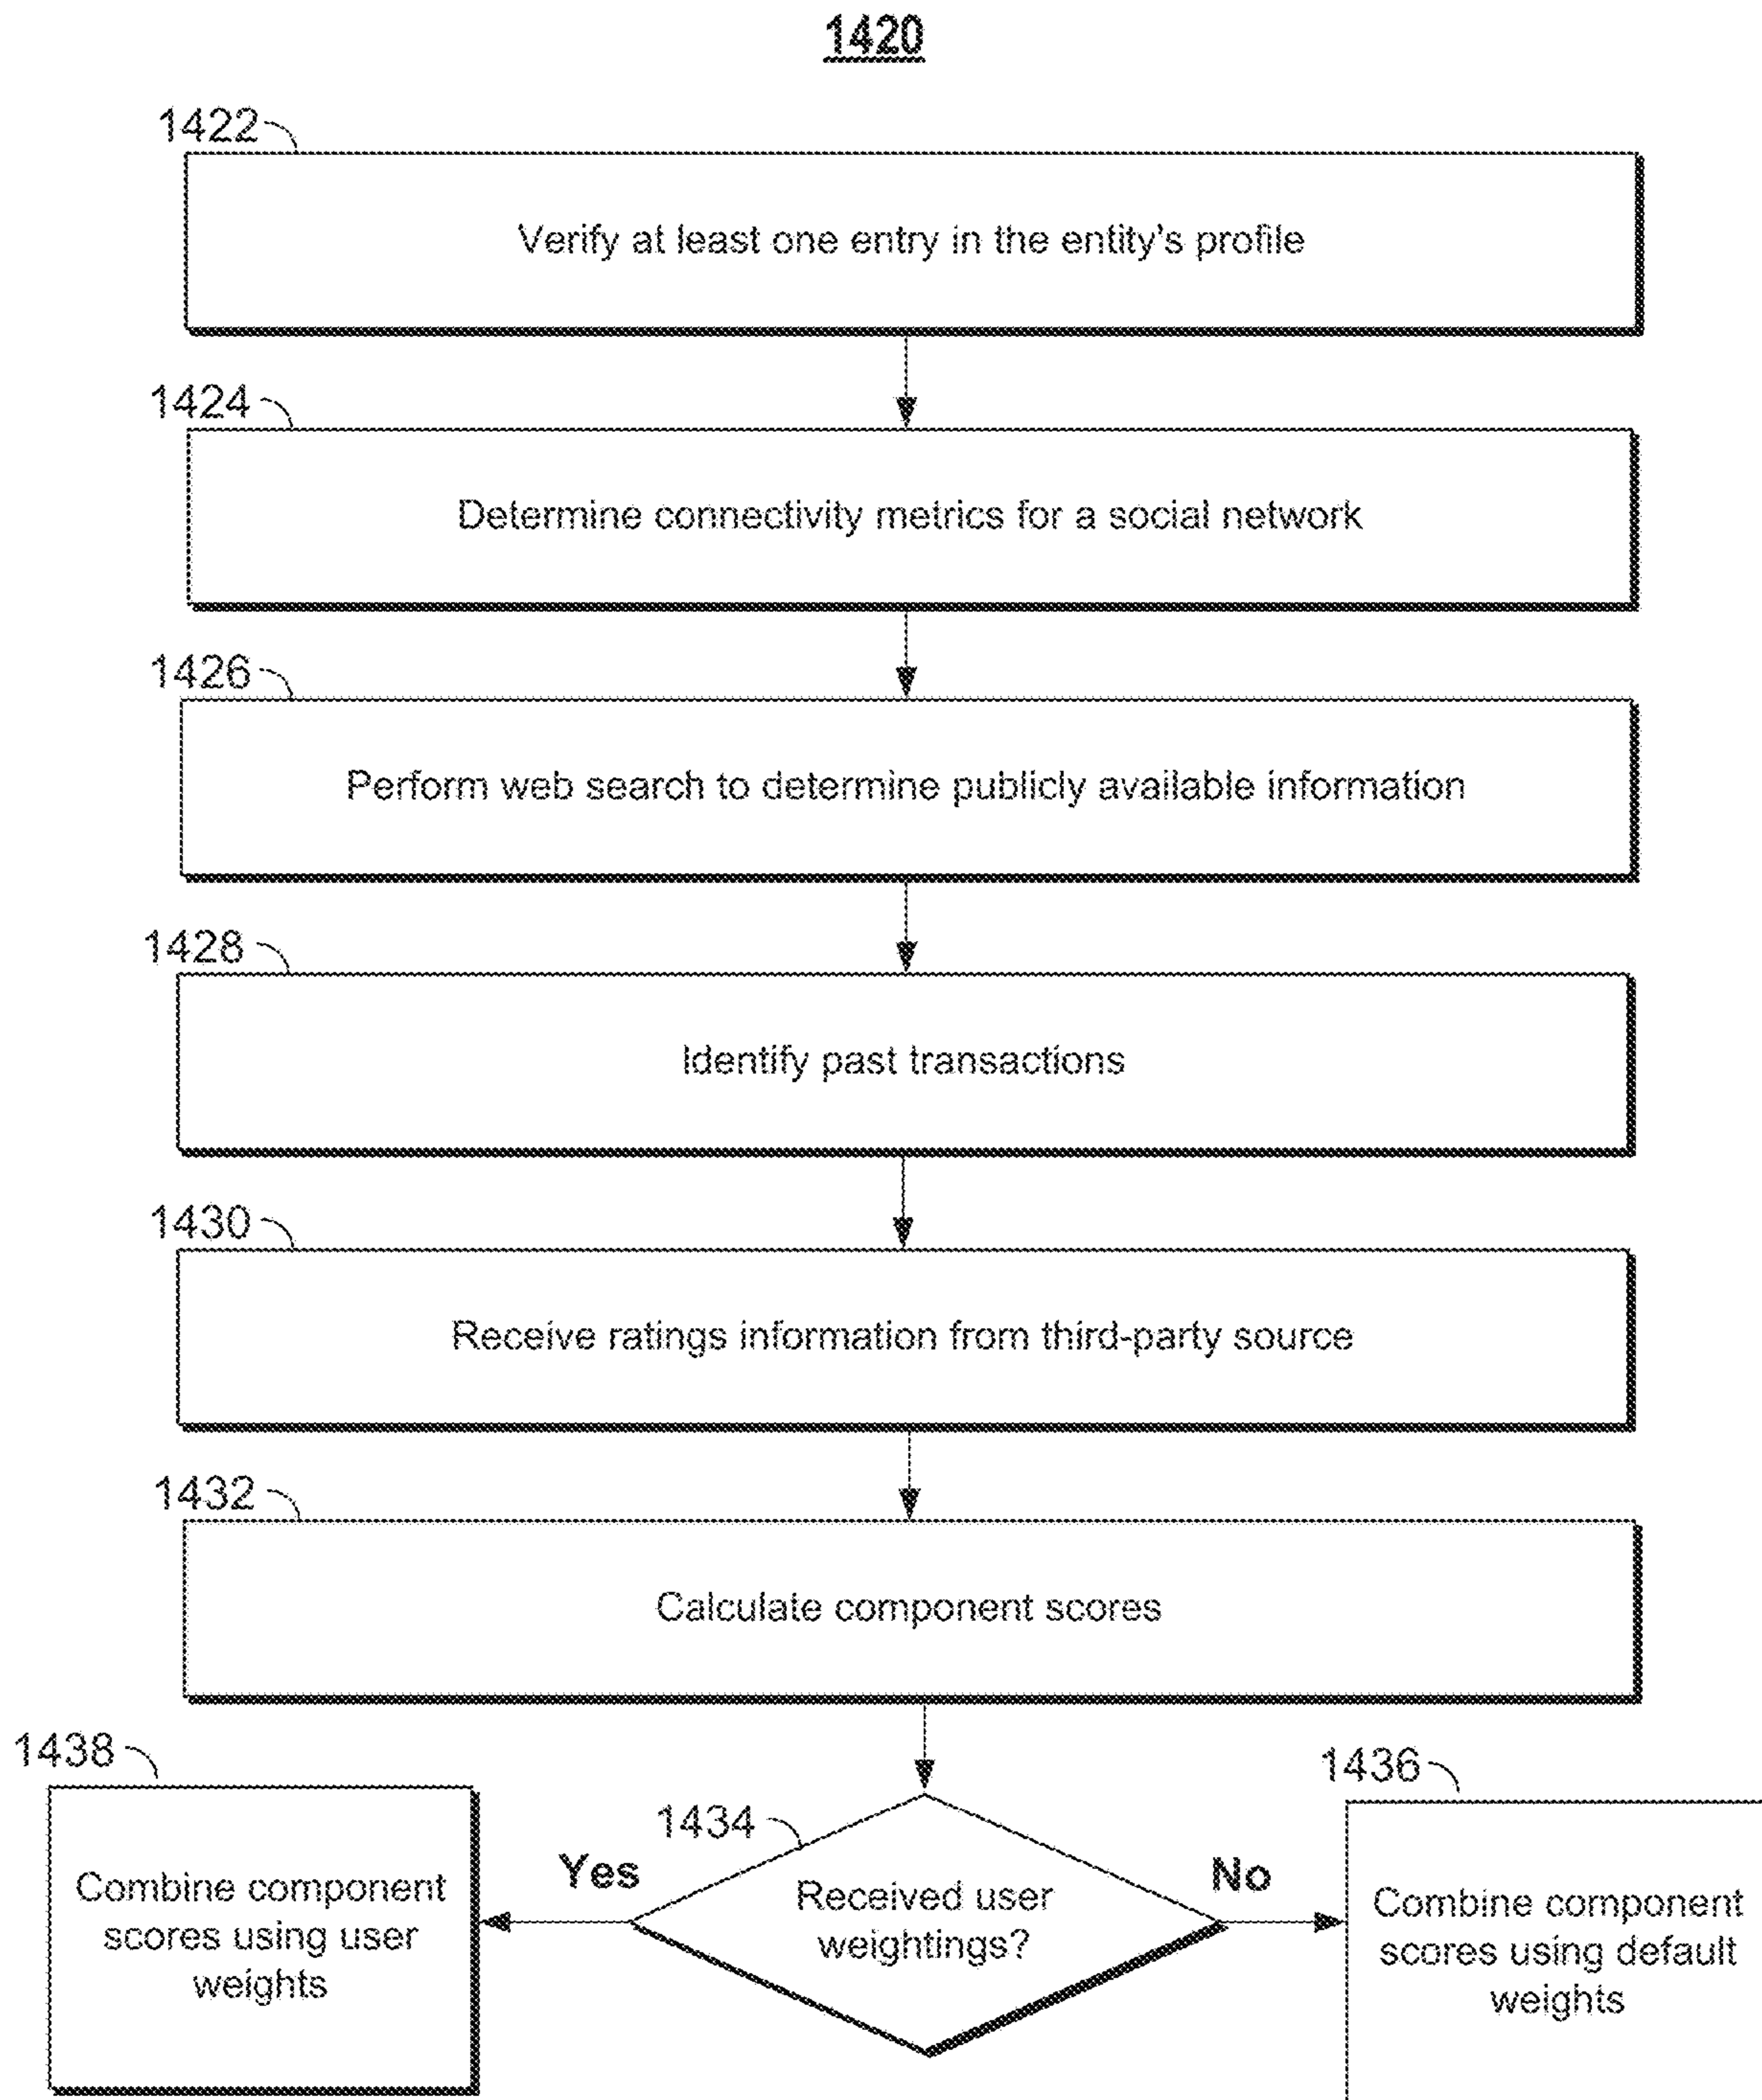 1420
1422
Verify at least one entry in the entity's profile
1424
Determine connectivity metrics for a social network
1426
Perform web search to determine publicly available information
1428
Identify past transactions
1430
Receive ratings information from third-party source
1432
Calculate component scores
1438
Combine component
scores using user
weights
1434
Yes
Received user
weightings?
No
1436
Combine component
scores using default
weights